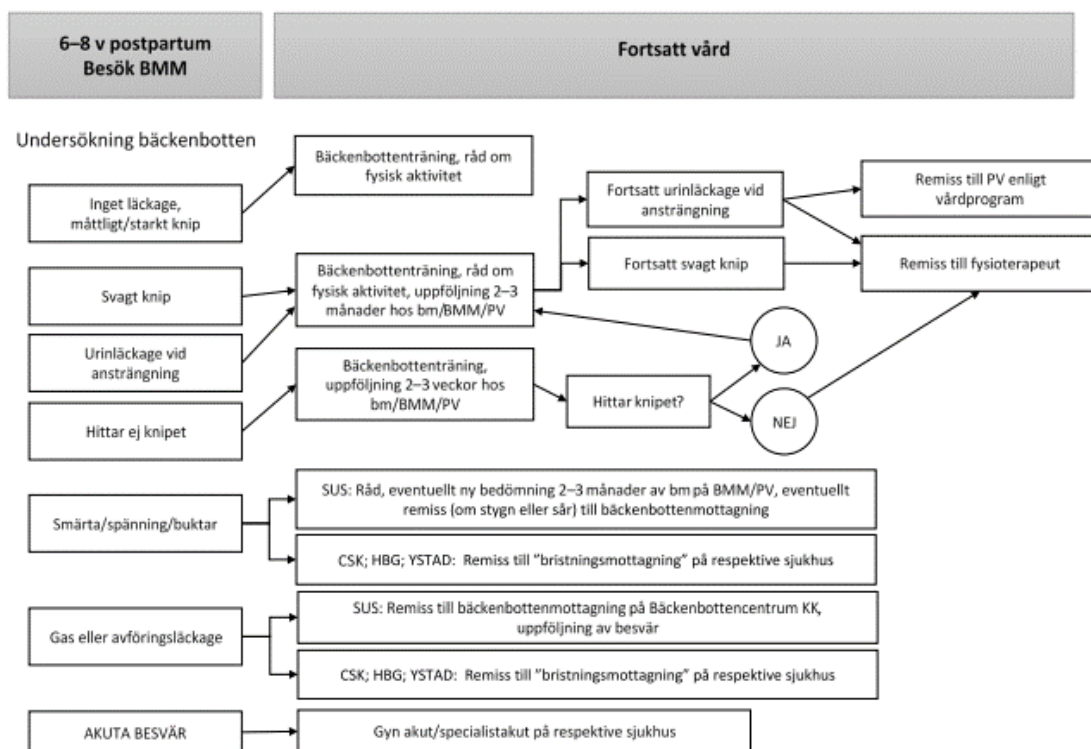 6–8 v postpartum
Besök BMM
Fortsatt vård
Undersökning bäckenbotten
Inget läckage,
måttligt/starkt knip
Bäckenbottenträning, råd om
fysisk aktivitet
Svagt knip
Urinläckage vid
ansträngning
Bäckenbottenträning, råd om
fysisk aktivitet, uppföljning 2–3
månader hos bm/BMM/PV
Fortsatt urinläckage vid
ansträngning
Remiss till PV enligt
vårdprogram
Fortsatt svagt knip
Remiss till fysioterapeut
Hittar ej knipet
Bäckenbottenträning,
uppföljning 2–3 veckor hos
bm/BMM/PV
Hittar knipet?
JA
NEJ
Smärta/spänning/buktar
SUS: Råd, eventuellt ny bedömning 2–3 månader av bm på BMM/PV, eventuellt
remiss (om stygn eller sår) till bäckenbottenmottagning
CSK; HBG; YSTAD: Remiss till "bristningsmottagning" på respektive sjukhus
Gas eller avföringsläckage
SUS: Remiss till bäckenbottenmottagning på Bäckenbottencentrum KK,
uppföljning av besvär
CSK; HBG; YSTAD: Remiss till "bristningsmottagning" på respektive sjukhus
AKUTA BESVÄR
Gyn akut/specialistakut på respektive sjukhus